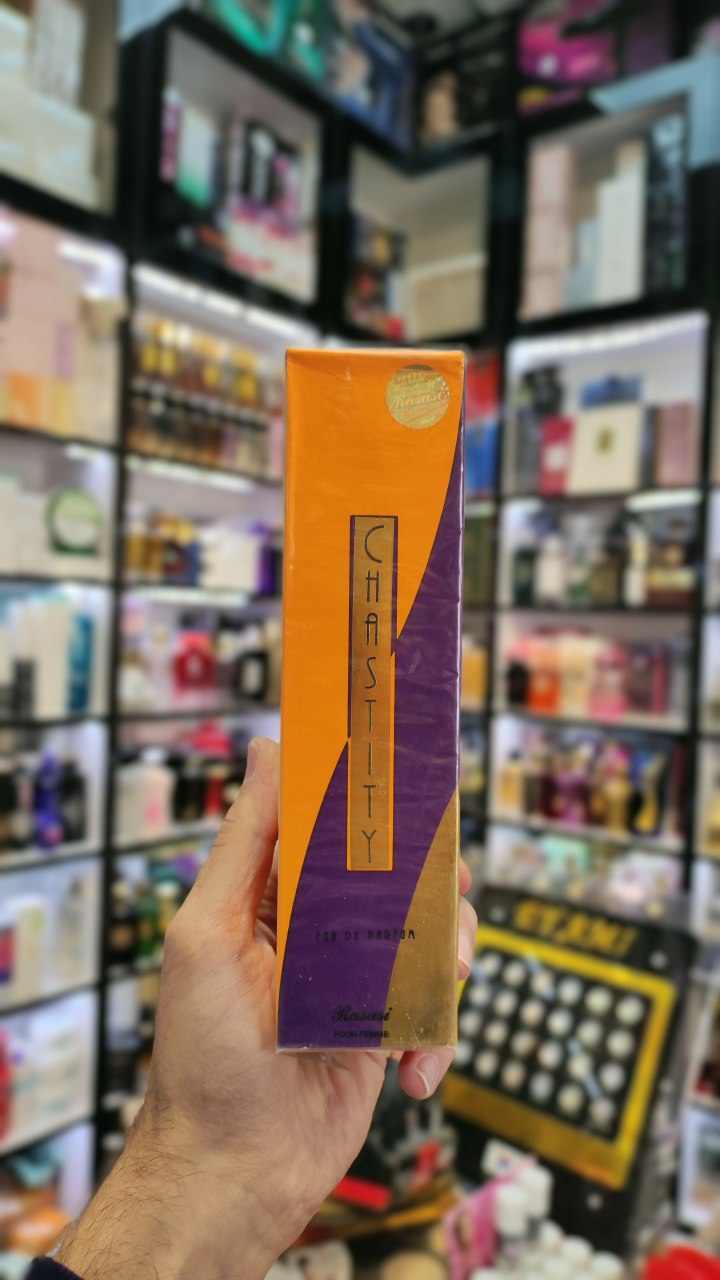 Rasasi
CHASTITY
EAU DE PARFUM
Rasasi
POUR FEMME